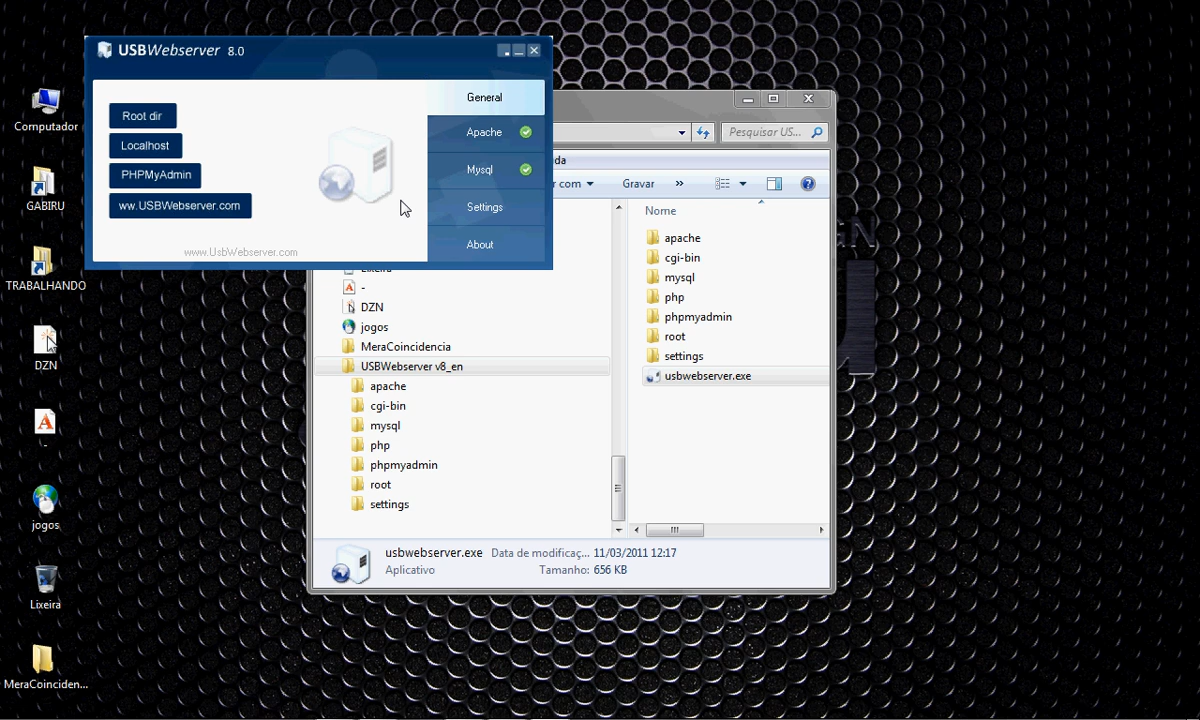 USBWebserver 8.0
General
Root dir
Localhost
PHPMyAdmin
ww.USBWebserver.com
Apache
Mysql
Settings
About
www.UsbWebserver.com
Computador
GABIRU
TRABALHANDO
DZN
-
jogos
Lixeira
MeraCoinciden...
Pesquisar US...
da
r com
Gravar
»
Lixeira
-
DZN
jogos
MeraCoincidencia
USBWebserver v8_en
apache
cgi-bin
mysql
php
phpmyadmin
root
settings
Nome
apache
cgi-bin
mysql
php
phpmyadmin
root
settings
usbwebserver.exe
usbwebserver.exe Data de modificaç... 11/03/2011 12:17
Aplicativo Tamanho: 656 KB